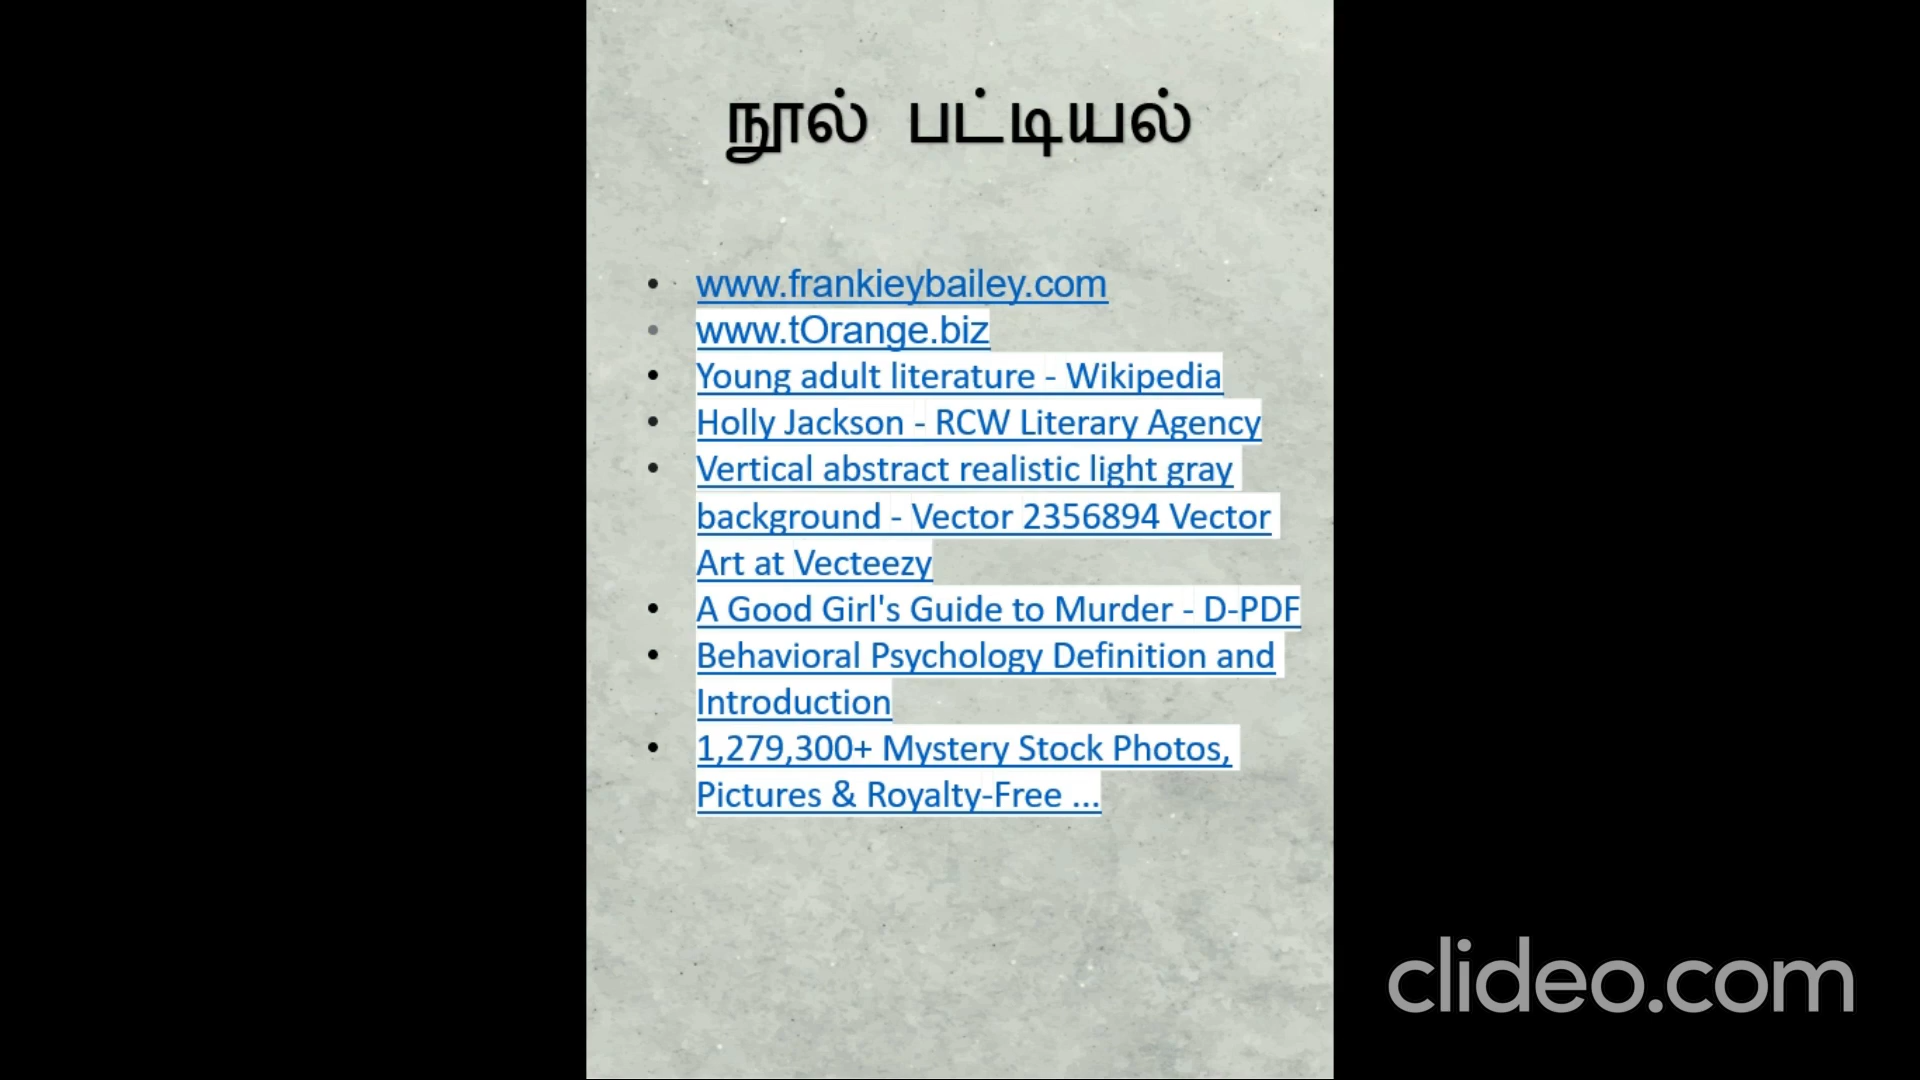 நூல் பட்டியல்
www.frankieybailey.com
www.tOrange.biz
Young adult literature - Wikipedia
Holly Jackson - RCW Literary Agency
Vertical abstract realistic light gray
background - Vector 2356894 Vector
Art at Vecteezy
A Good Girl's Guide to Murder - D-PDF
Behavioral Psychology Definition and
Introduction
1,279,300+ Mystery Stock Photos,
Pictures & Royalty-Free ...
clideo.com